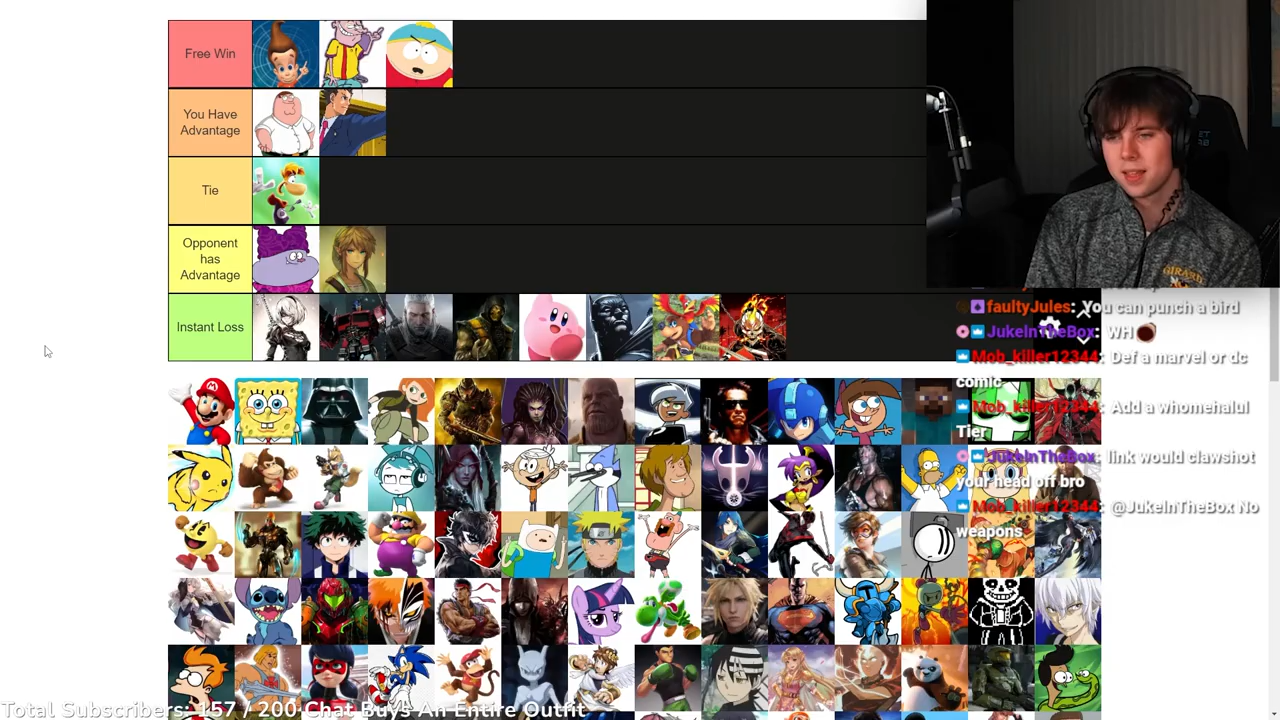 Free Win
You Have
Advantage
Tie
Opponent
has
Advantage
Instant Loss
faultyJules: You can punch a bird
JukeInTheBox: WH
Mob_killer12344: Def a marvel or dc
comic
Mob_killer12344: Add a whomehalul
Tier
JukeInTheBox: link would clawshot
your head off bro
Mob_killer12344: @JukeInTheBox No
weapons
GIRARD
Total Subscribers: 157 / 200 Chat Buys An Entire Outfit